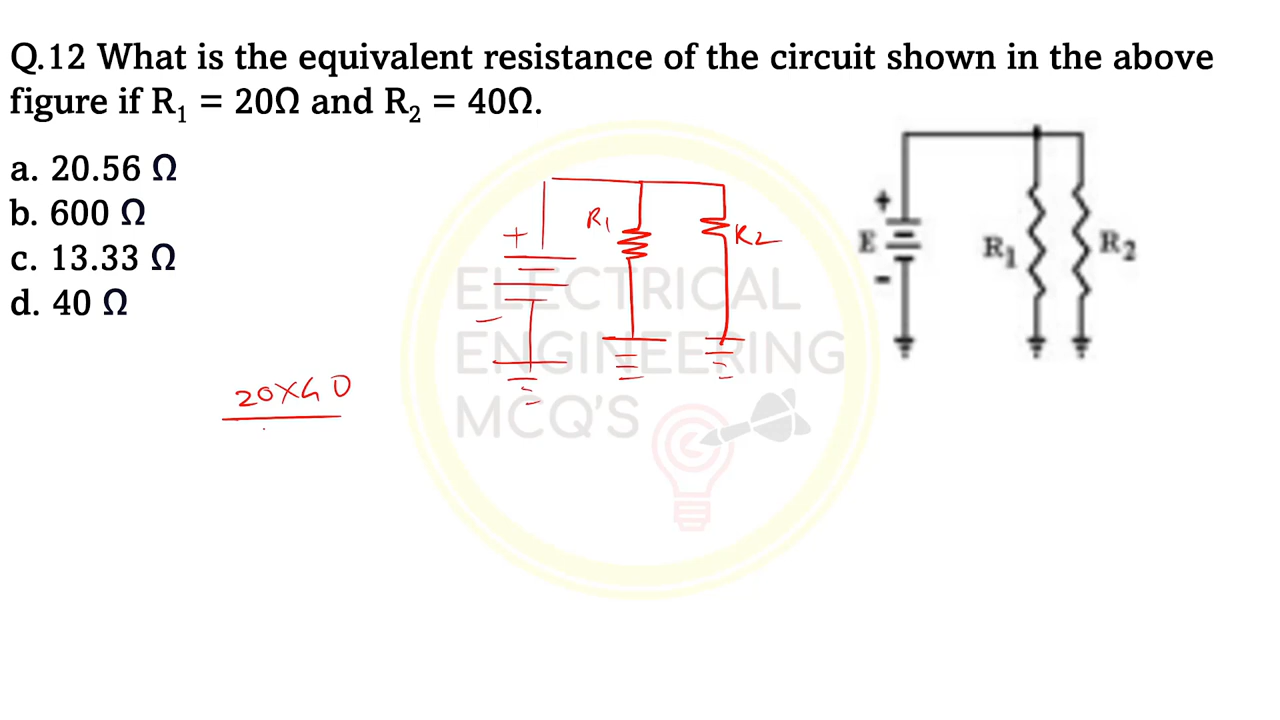 Q.12 What is the equivalent resistance of the circuit shown in the above
figure if R₁ = 20Ω and R₂ = 40Ω.
a. 20.56 Ω
b. 600 Ω
c. 13.33 Ω
d. 40 Ω
+
R1
R2
-
20×40
+
E
R₁
R₂
-
ELECTRICAL
ENGINEERING
MCQ'S